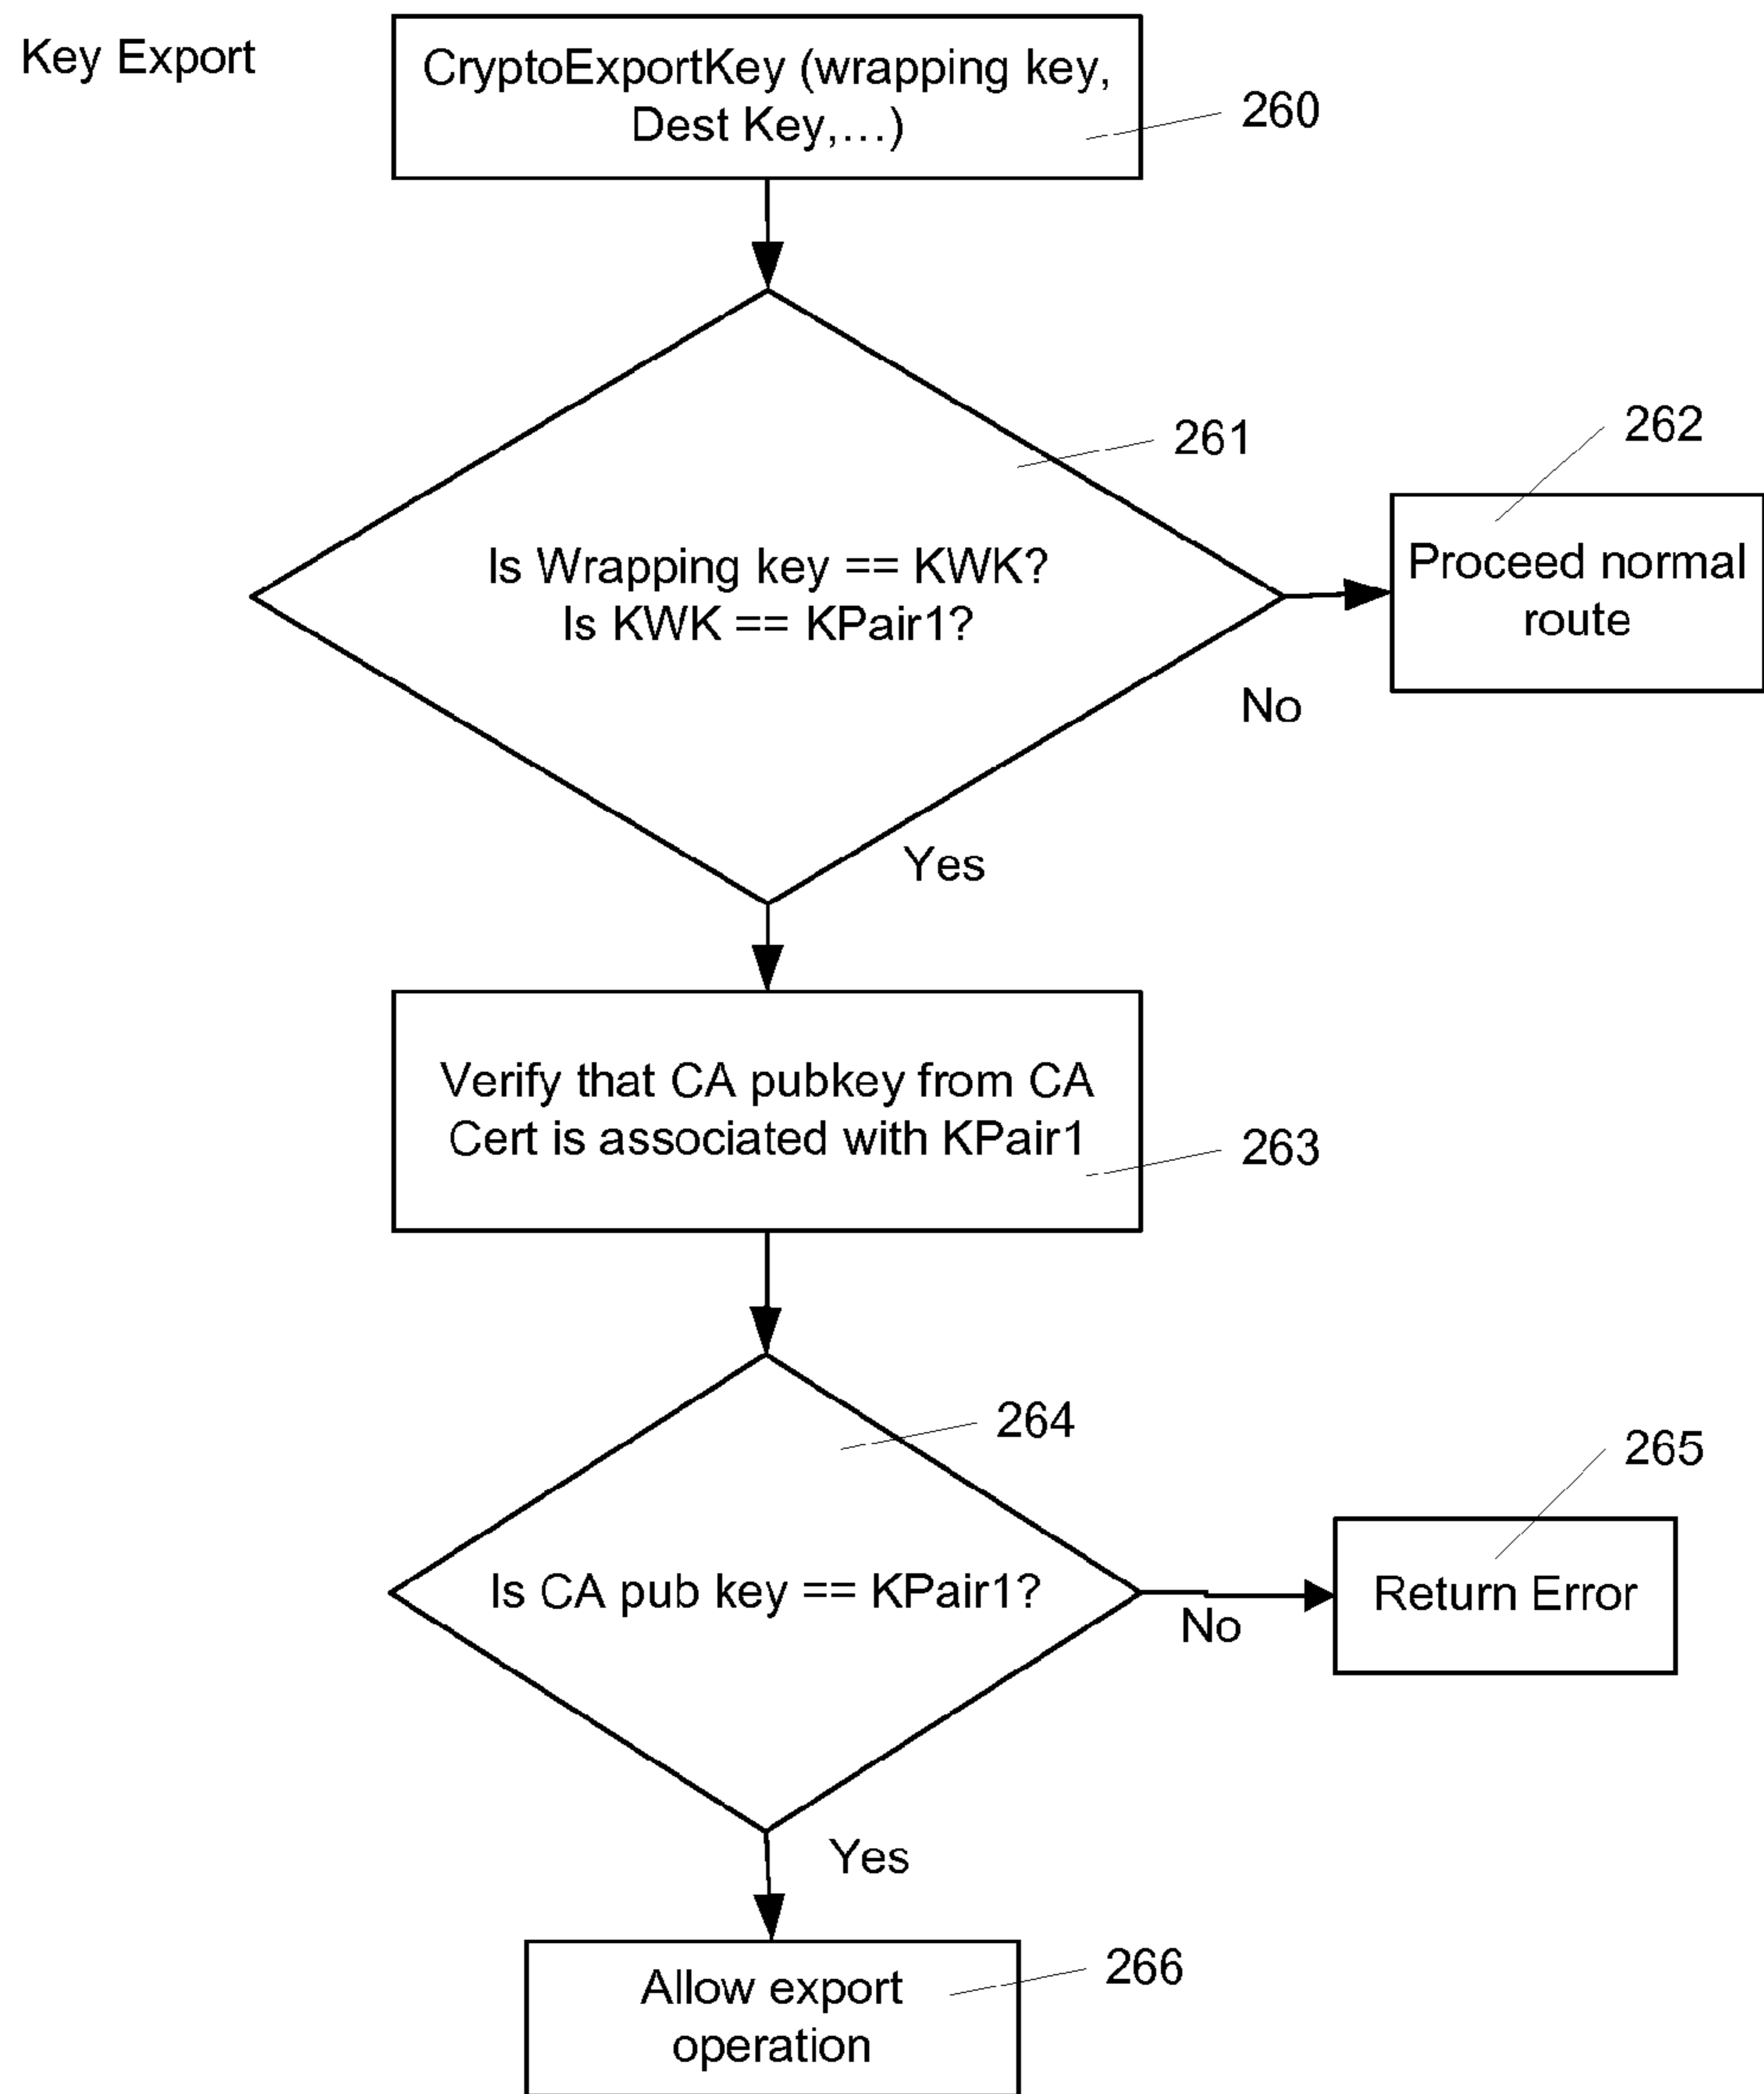 Key Export
CryptoExportKey (wrapping key,
Dest Key,...)
260
261
262
Is Wrapping key == KWK?
Is KWK == KPair1?
Proceed normal
route
No
Yes
Verify that CA pubkey from CA
Cert is associated with KPair1
263
264
265
Is CA pub key == KPair1?
Return Error
No
Yes
Allow export
operation
266